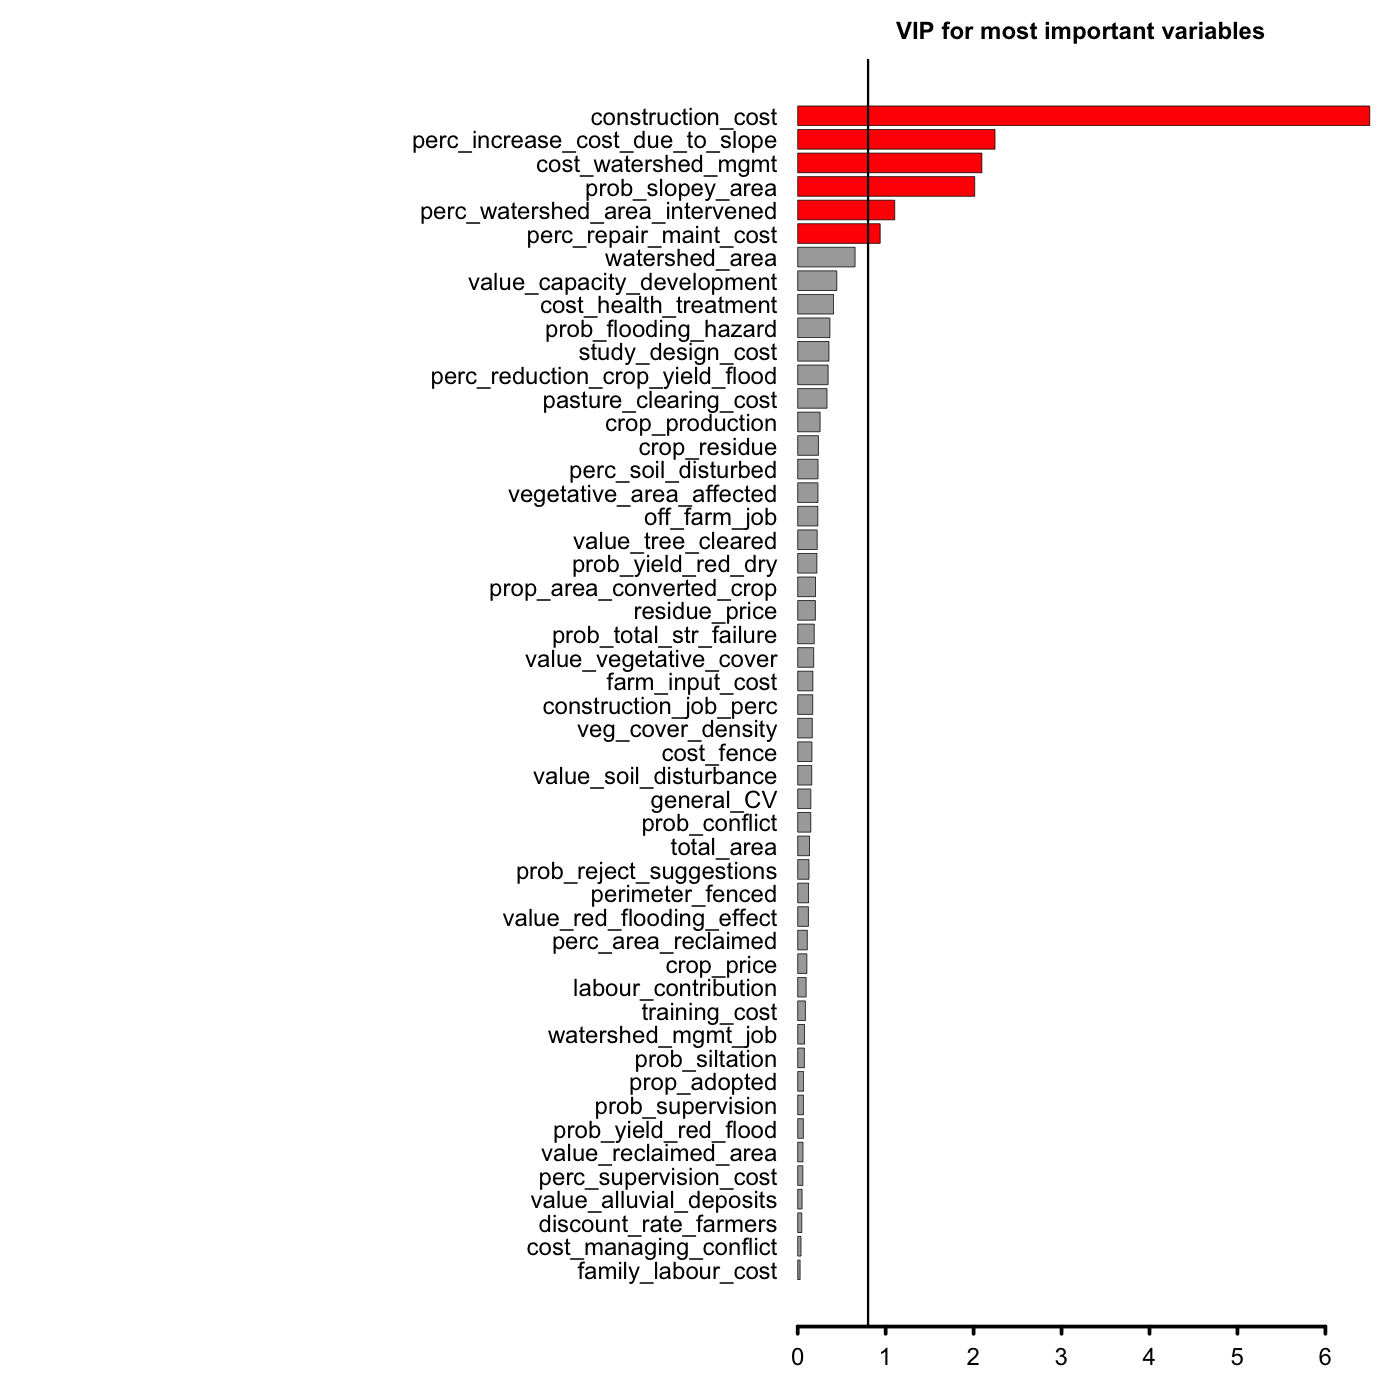 VIP for most important variables
construction_cost
perc_increase_cost_due_to_slope
cost_watershed_mgmt
prob_slopey_area
perc_watershed_area_intervened
perc_repair_maint_cost
watershed_area
value_capacity_development
cost_health_treatment
prob_flooding_hazard
study_design_cost
perc_reduction_crop_yield_flood
pasture_clearing_cost
crop_production
crop_residue
perc_soil_disturbed
vegetative_area_affected
off_farm_job
value_tree_cleared
prob_yield_red_dry
prop_area_converted_crop
residue_price
prob_total_str_failure
value_vegetative_cover
farm_input_cost
construction_job_perc
veg_cover_density
cost_fence
value_soil_disturbance
general_CV
prob_conflict
total_area
prob_reject_suggestions
perimeter_fenced
value_red_flooding_effect
perc_area_reclaimed
crop_price
labour_contribution
training_cost
watershed_mgmt_job
prob_siltation
prop_adopted
prob_supervision
prob_yield_red_flood
value_reclaimed_area
perc_supervision_cost
value_alluvial_deposits
discount_rate_farmers
cost_managing_conflict
family_labour_cost
0 1 2 3 4 5 6